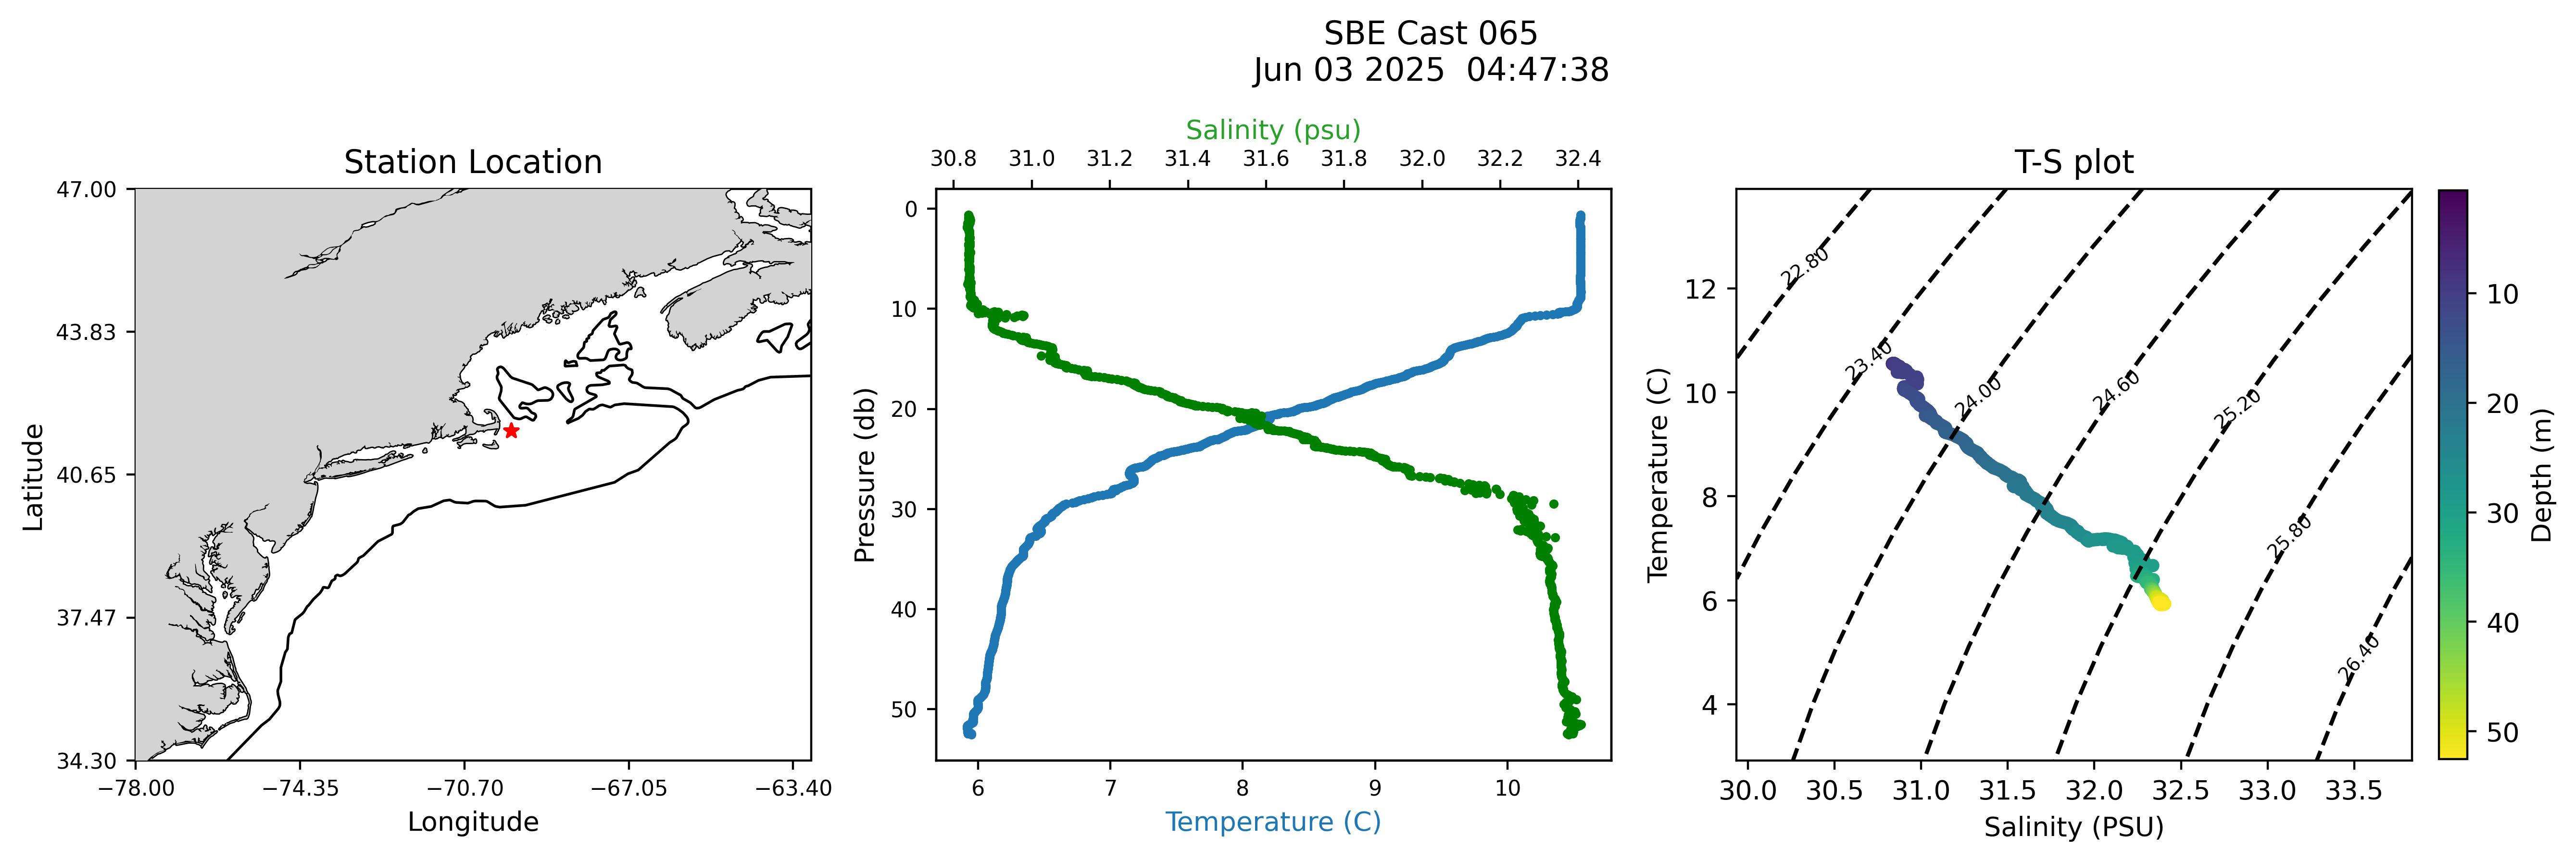 SBE Cast 065
Jun 03 2025  04:47:38
Station Location
47.00
43.83
40.65
37.47
34.30
Latitude
−78.00 −74.35 −70.70 −67.05 −63.40
Longitude
Salinity (psu)
30.8 31.0 31.2 31.4 31.6 31.8 32.0 32.2 32.4
0
10
20
30
40
50
Pressure (db)
6 7 8 9 10
Temperature (C)
T-S plot
12
10
8
6
4
Temperature (C)
22.80
23.40
24.00
24.60
25.20
25.80
26.40
30.0 30.5 31.0 31.5 32.0 32.5 33.0 33.5
Salinity (PSU)
10
20
30
40
50
Depth (m)